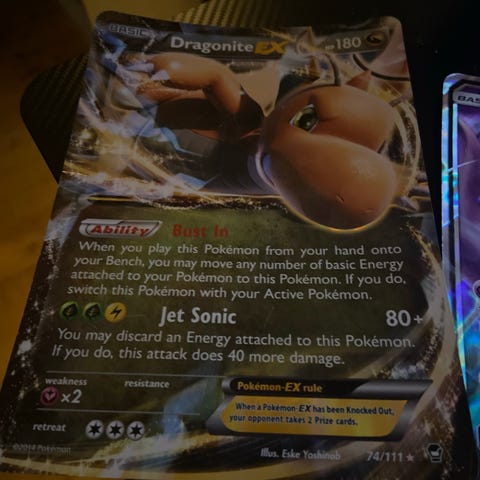 BASIC
Dragonite EX HP180
Ability Bust In
When you play this Pokémon from your hand onto
your Bench, you may move any number of basic Energy
attached to your Pokémon to this Pokémon. If you do,
switch this Pokémon with your Active Pokémon.
Jet Sonic 80+
You may discard an Energy attached to this Pokémon.
If you do, this attack does 40 more damage.
weakness resistance
×2
Pokémon-EX rule
When a Pokémon-EX has been Knocked Out,
your opponent takes 2 Prize cards.
retreat
©2014 Pokémon
Illus. Eske Yoshinob
74/111 ★